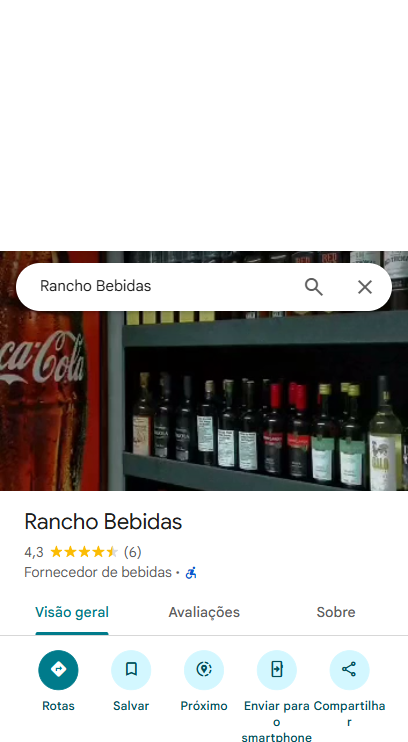 Rancho Bebidas
ca-Cola
Rancho Bebidas
4,3 (6)
Fornecedor de bebidas ·
Visão geral Avaliações Sobre
Rotas Salvar Próximo Enviar para o smartphone Compartilhar